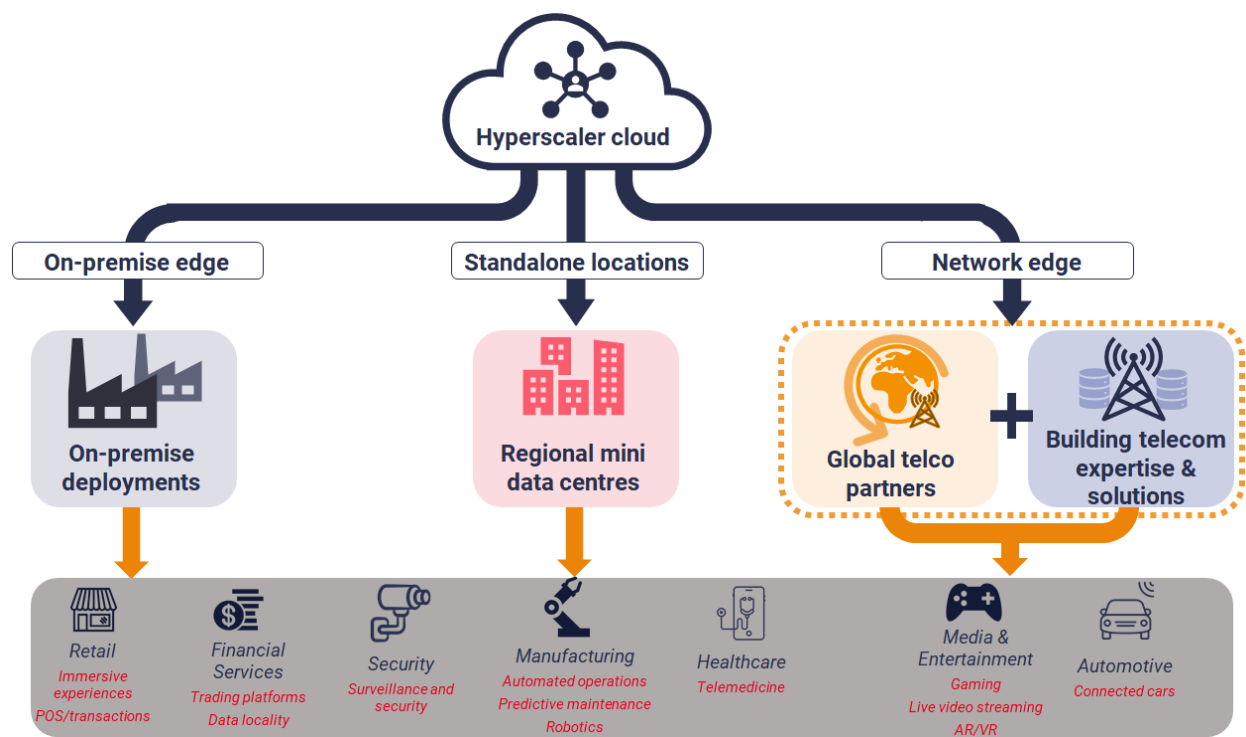 Hyperscaler cloud
On-premise edge
Standalone locations
Network edge
On-premise
deployments
Regional mini
data centres
Global telco
partners
Building telecom
expertise &
solutions
Retail
Immersive
experiences
POS/transactions
Financial
Services
Trading platforms
Data locality
Security
Surveillance and
security
Manufacturing
Automated operations
Predictive maintenance
Robotics
Healthcare
Telemedicine
Media &
Entertainment
Gaming
Live video streaming
AR/VR
Automotive
Connected cars